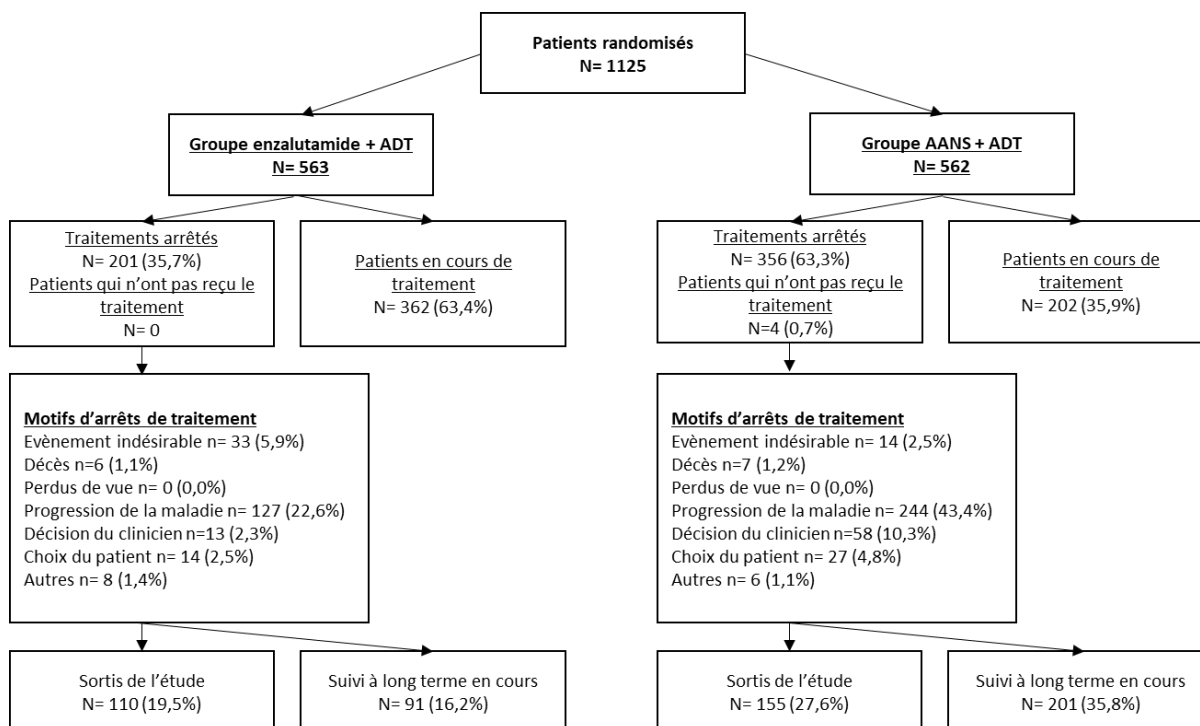 Patients randomisés
N= 1125
Groupe enzalutamide + ADT
N= 563
Groupe AANS + ADT
N= 562
Traitements arrêtés
N= 201 (35,7%)
Patients qui n’ont pas reçu le
traitement
N= 0
Patients en cours de
traitement
N= 362 (63,4%)
Traitements arrêtés
N= 356 (63,3%)
Patients qui n’ont pas reçu le
traitement
N=4 (0,7%)
Patients en cours de
traitement
N= 202 (35,9%)
Motifs d’arrêts de traitement
Evènement indésirable n= 33 (5,9%)
Décès n=6 (1,1%)
Perdus de vue n= 0 (0,0%)
Progression de la maladie n= 127 (22,6%)
Décision du clinicien n=13 (2,3%)
Choix du patient n= 14 (2,5%)
Autres n= 8 (1,4%)
Motifs d’arrêts de traitement
Evènement indésirable n= 14 (2,5%)
Décès n=7 (1,2%)
Perdus de vue n= 0 (0,0%)
Progression de la maladie n= 244 (43,4%)
Décision du clinicien n=58 (10,3%)
Choix du patient n= 27 (4,8%)
Autres n= 6 (1,1%)
Sortis de l’étude
N= 110 (19,5%)
Suivi à long terme en cours
N= 91 (16,2%)
Sortis de l’étude
N= 155 (27,6%)
Suivi à long terme en cours
N= 201 (35,8%)